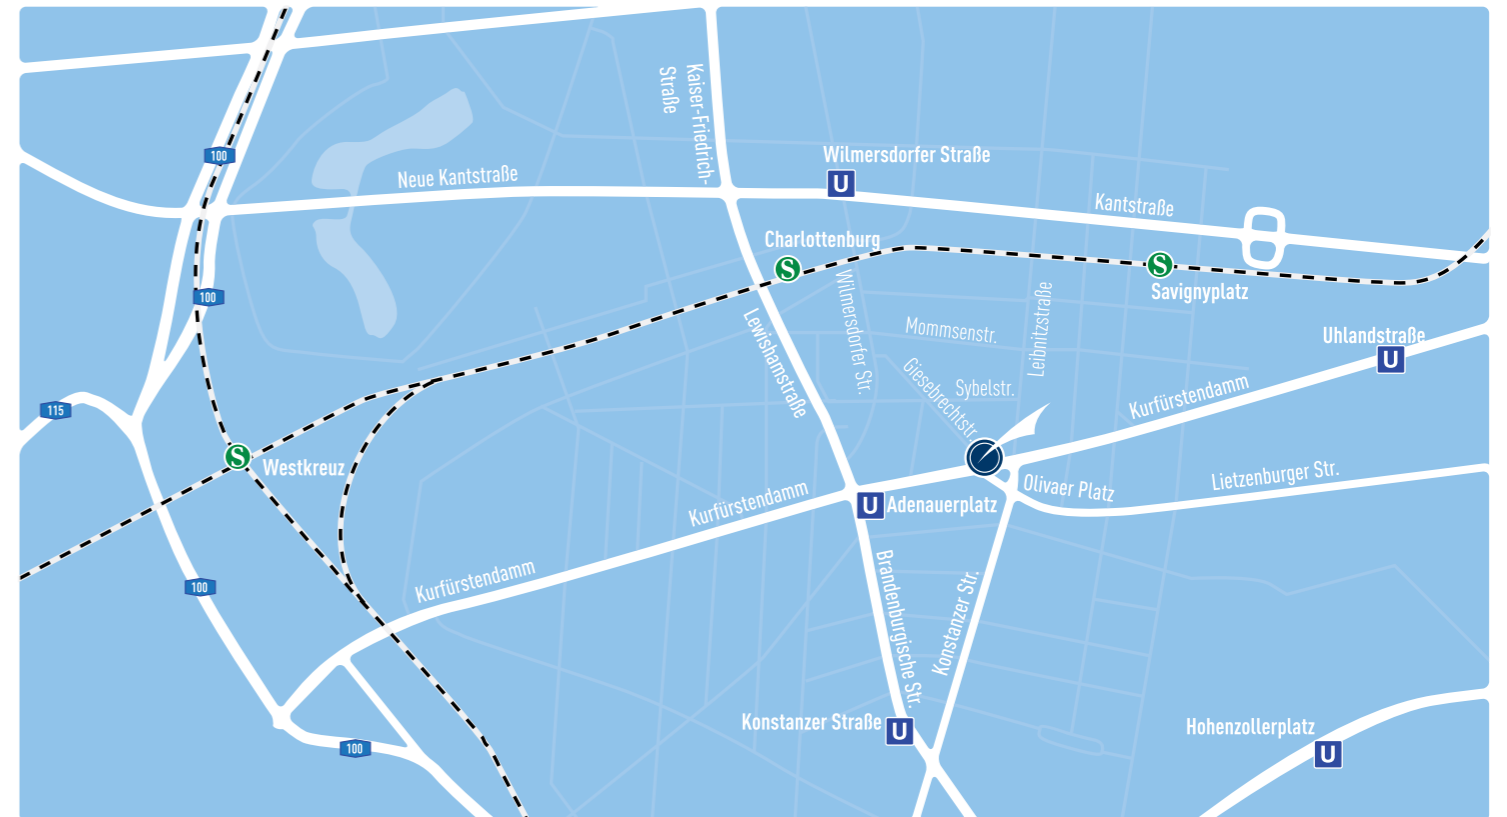 Kaiser-Friedrich-
Straße
100
Wilmersdorfer Straße
U
Neue Kantstraße
Kantstraße
Charlottenburg
S
S
Savignyplatz
100
Wilmersdorfer Str.
Leibnitzstraße
Mommsenstr.
Lewishamstraße
Uhlandstraße
U
Giesebrechtstr.
Sybelstr.
Kurfürstendamm
115
S
Westkreuz
Olivaer Platz
Lietzenburger Str.
Kurfürstendamm
U
Adenauerplatz
Kurfürstendamm
100
Brandenburgische Str.
Konstanzer Str.
Konstanzer Straße
U
Hohenzollerplatz
U
100